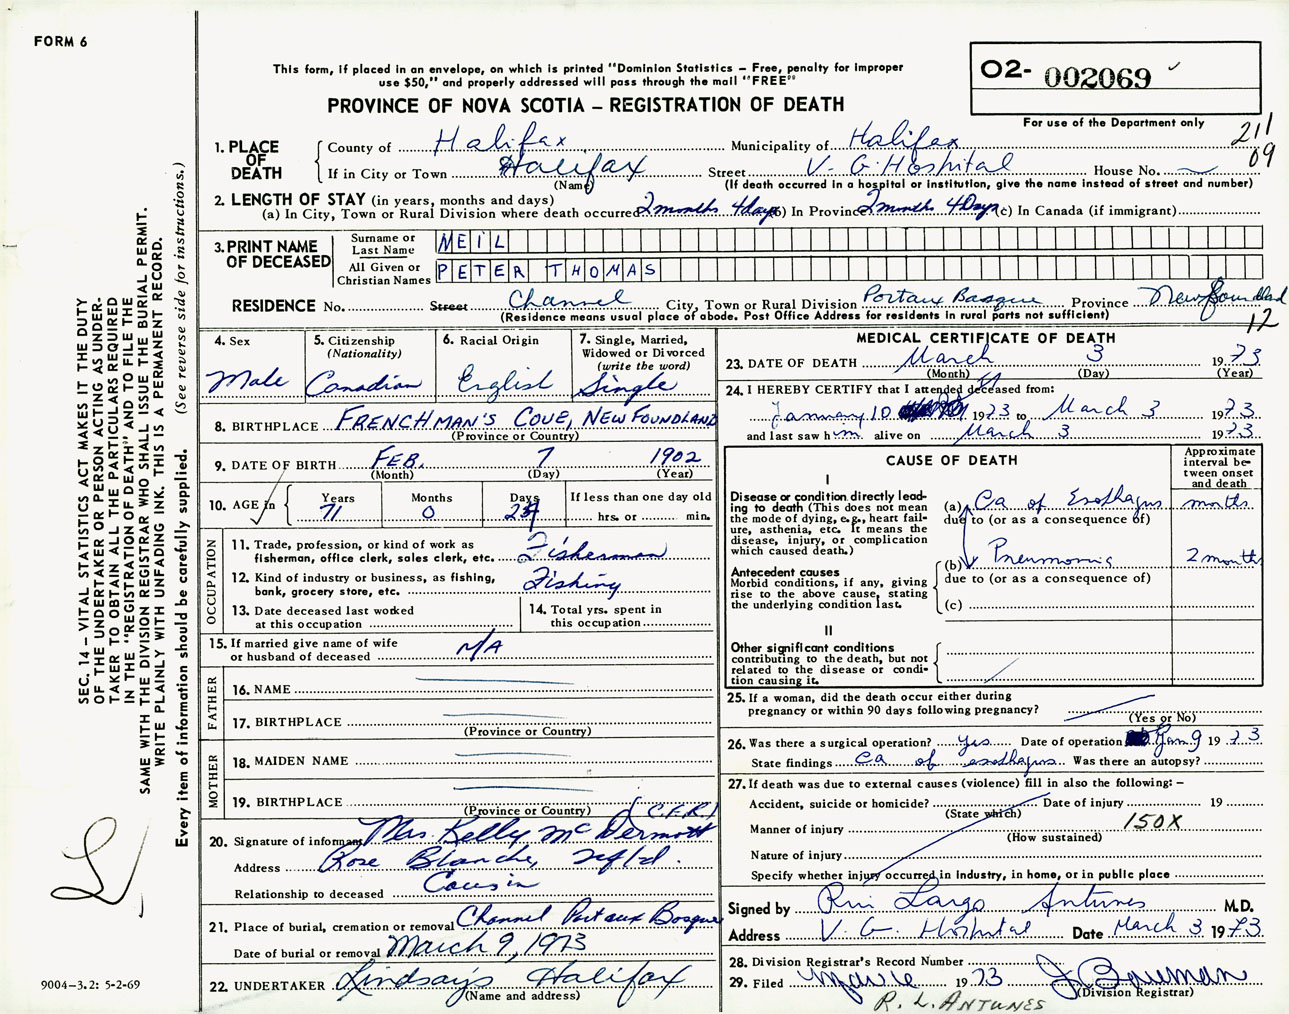 FORM 6
This form, if placed in an envelope, on which is printed "Dominion Statistics – Free, penalty for improper
use $50," and properly addressed will pass through the mail "FREE"
PROVINCE OF NOVA SCOTIA – REGISTRATION OF DEATH
O2- 002069
For use of the Department only
211
09
1. PLACE OF DEATH
County of Halifax Municipality of Halifax
If in City or Town Halifax Street V. G. Hospital House No.
(Name) (If death occurred in a hospital or institution, give the name instead of street and number)
2. LENGTH OF STAY (in years, months and days)
(a) In City, Town or Rural Division where death occurred 2 months 4 days (b) In Province 2 months 4 Days (c) In Canada (if immigrant)
3. PRINT NAME OF DECEASED
Surname or Last Name NEIL
All Given or Christian Names PETER THOMAS
RESIDENCE No. Street Channel City, Town or Rural Division Portaux Basque Province Newfoundland
(Residence means usual place of abode. Post Office Address for residents in rural parts not sufficient)
12
4. Sex Male
5. Citizenship (Nationality) Canadian
6. Racial Origin English
7. Single, Married, Widowed or Divorced (write the word) Single
8. BIRTHPLACE FRENCHMAN'S COVE, NEWFOUNDLAND
(Province or Country)
9. DATE OF BIRTH FEB. 7 1902
(Month) (Day) (Year)
10. AGE in Years Months Days If less than one day old
71 0 hrs. or min.
OCCUPATION
11. Trade, profession, or kind of work as
fisherman, office clerk, sales clerk, etc. Fisherman
12. Kind of industry or business, as fishing,
bank, grocery store, etc. Fishing
13. Date deceased last worked
at this occupation
14. Total yrs. spent in
this occupation
15. If married give name of wife
or husband of deceased N/A
FATHER
16. NAME
17. BIRTHPLACE
(Province or Country)
MOTHER
18. MAIDEN NAME
19. BIRTHPLACE
(Province or Country) (C.F.R.)
20. Signature of informant Mrs. Kelly McDermott
Address Rose Blanche, Nfld.
Relationship to deceased Cousin
21. Place of burial, cremation or removal Channel Port aux Basque
Date of burial or removal March 9, 1973
22. UNDERTAKER Lindsay's Halifax
(Name and address)
MEDICAL CERTIFICATE OF DEATH
23. DATE OF DEATH March 3 1973
(Month) (Day) (Year)
24. I HEREBY CERTIFY that I attended deceased from:
January 10 1973 to March 3 1973
and last saw him alive on March 3 1973
CAUSE OF DEATH
Approximate interval between onset and death
I
Disease or condition directly leading to death (This does not mean the mode of dying, e.g., heart failure, asthenia, etc. It means the disease, injury, or complication which caused death.)
(a) Ca of Esothagus months
due to (or as a consequence of)
(b) Pneumonia 2 months
due to (or as a consequence of)
(c)
Antecedent causes
Morbid conditions, if any, giving rise to the above cause, stating the underlying condition last.
II
Other significant conditions
contributing to the death, but not related to the disease or condition causing it.
25. If a woman, did the death occur either during
pregnancy or within 90 days following pregnancy?
(Yes or No)
26. Was there a surgical operation? Yes Date of operation Jan 9 1973
State findings Ca of esothagus Was there an autopsy?
27. If death was due to external causes (violence) fill in also the following: –
Accident, suicide or homicide? Date of injury 19
(State which)
Manner of injury 150X
(How sustained)
Nature of injury
Specify whether injury occurred in industry, in home, or in public place
Signed by Rui Largo Antunes M.D.
Address V. G. Hospital Date March 3 1973
28. Division Registrar's Record Number
29. Filed 1973 J Bowman
(Division Registrar)
R. L. ANTUNES
SEC. 14 – VITAL STATISTICS ACT MAKES IT THE DUTY
OF THE UNDERTAKER OR PERSON ACTING AS UNDER-
TAKER TO OBTAIN ALL THE PARTICULARS REQUIRED
IN THE "REGISTRATION OF DEATH" AND TO FILE THE
SAME WITH THE DIVISION REGISTRAR WHO SHALL ISSUE THE BURIAL PERMIT.
WRITE PLAINLY WITH UNFADING INK. THIS IS A PERMANENT RECORD.
Every item of information should be carefully supplied. (See reverse side for instructions.)
9004-3.2: 5-2-69